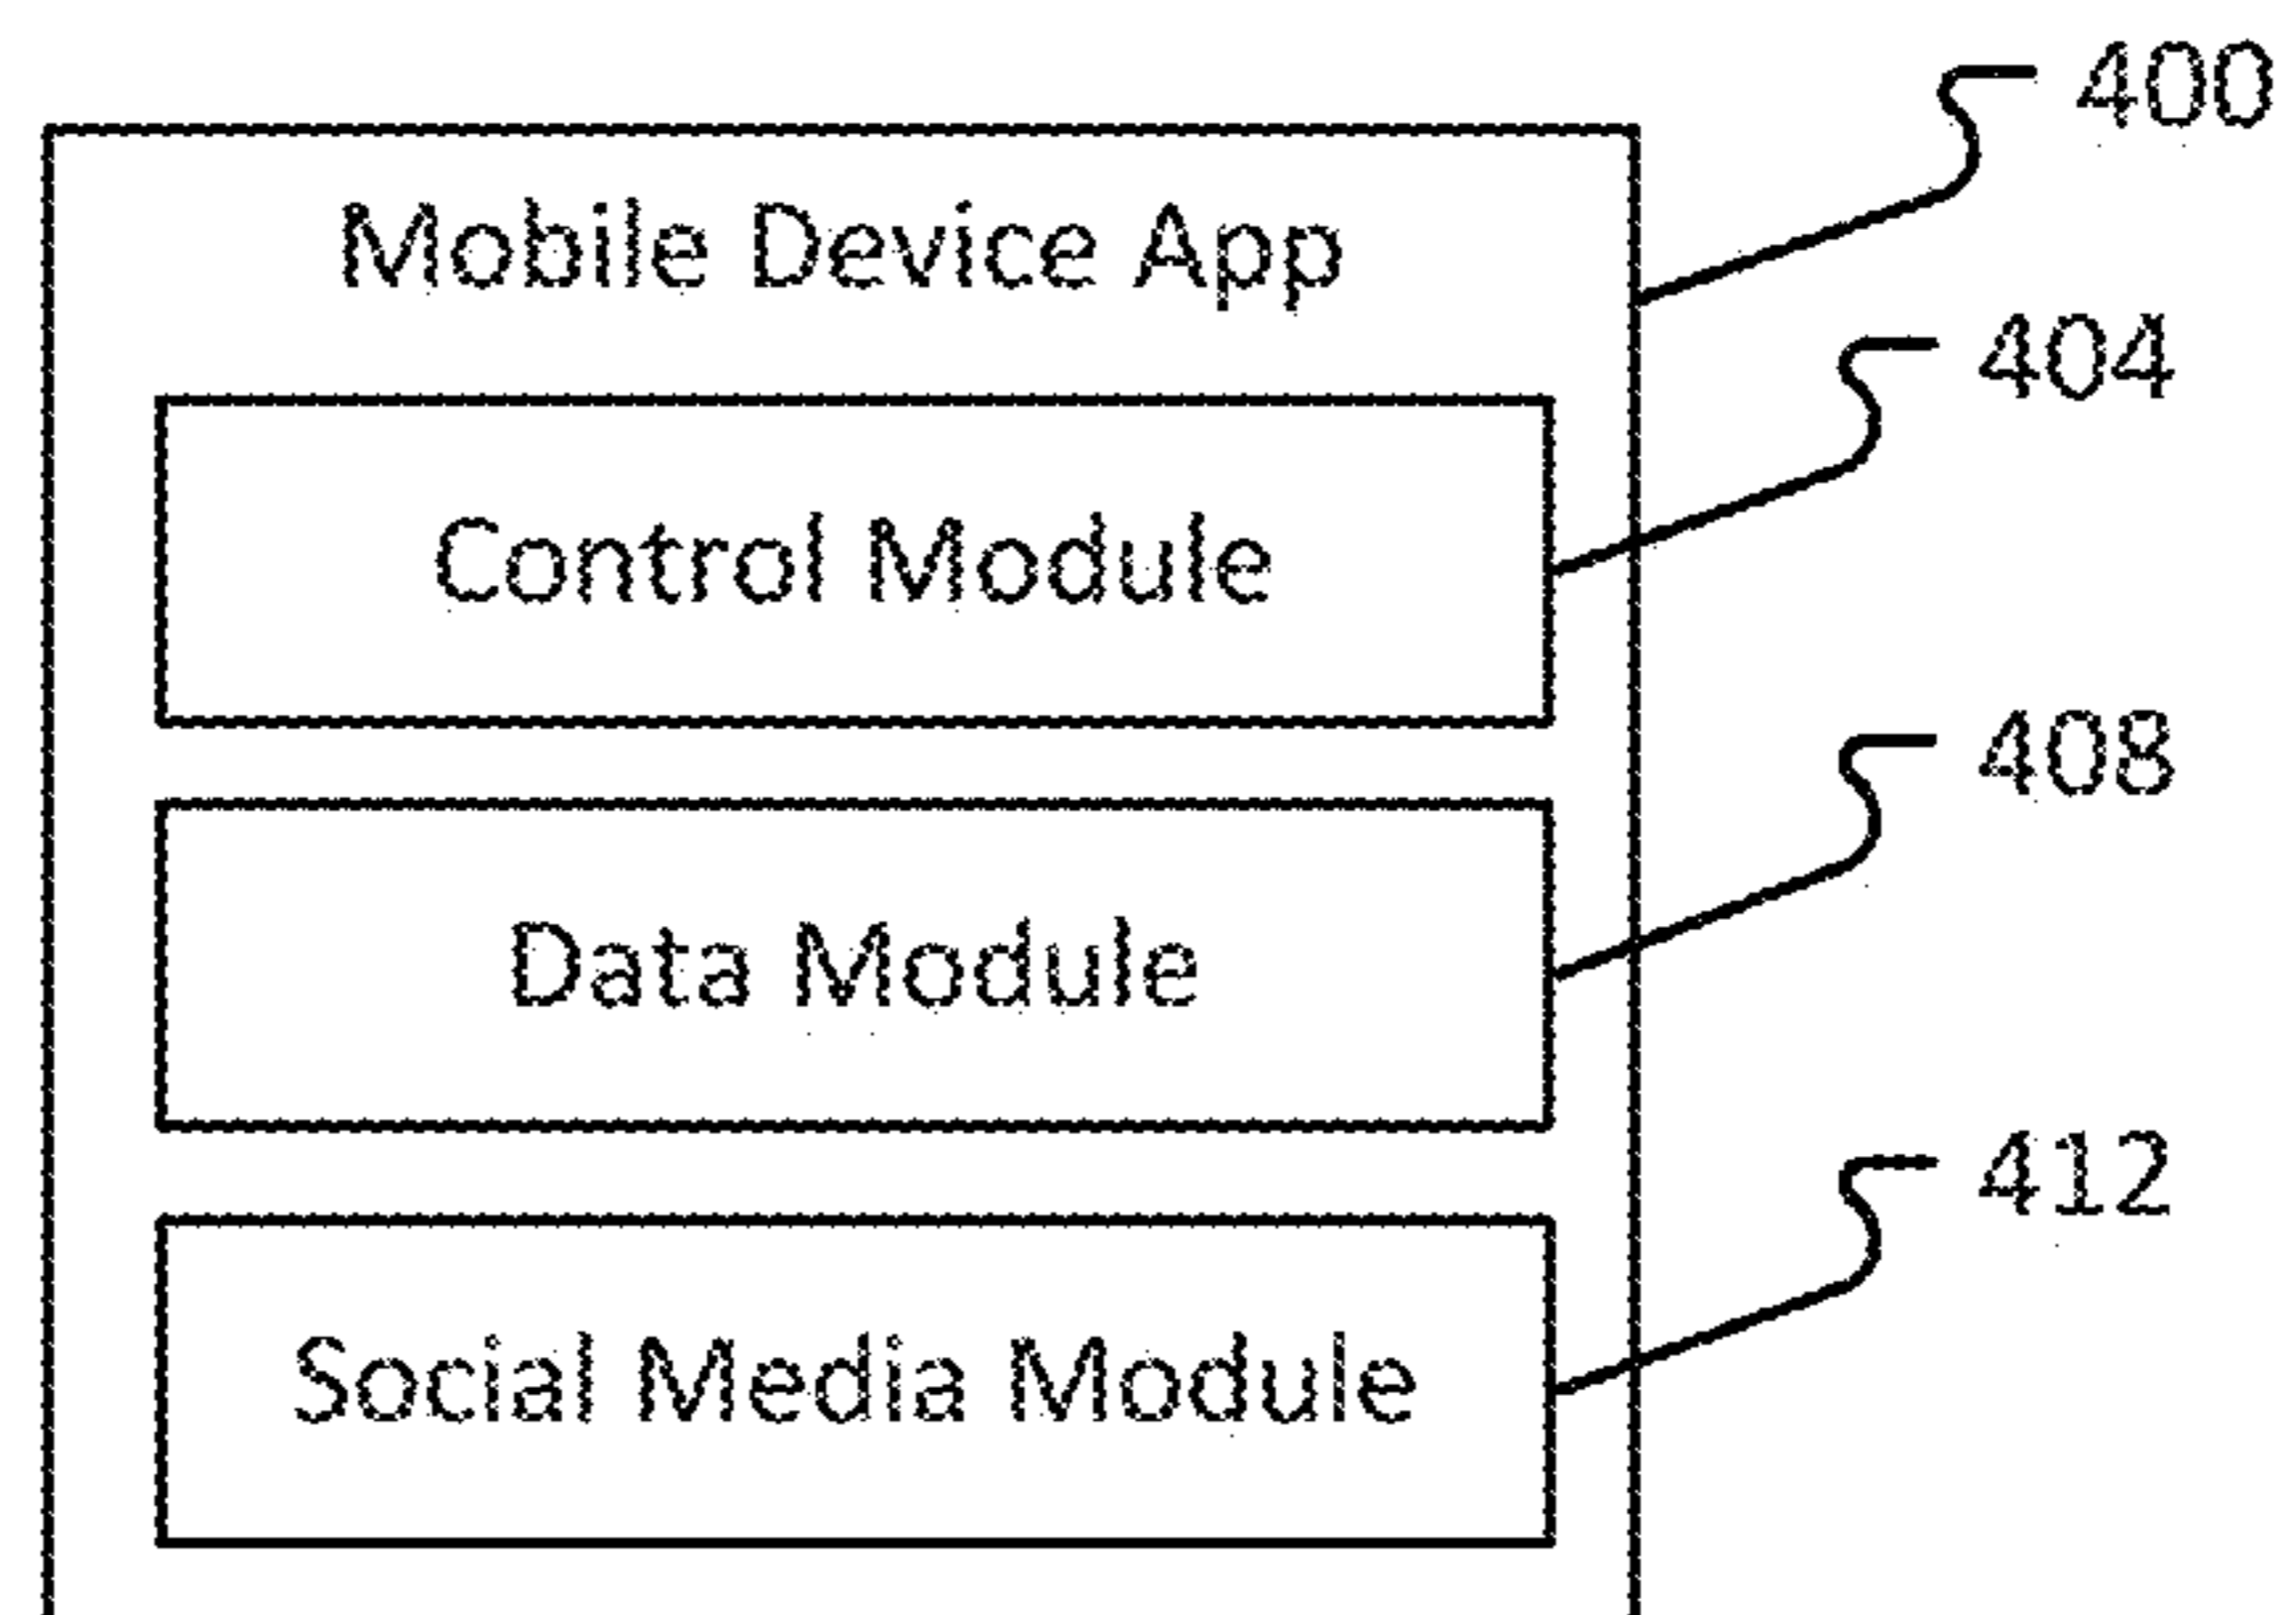 400
Mobile Device App
404
Control Module
408
Data Module
412
Social Media Module